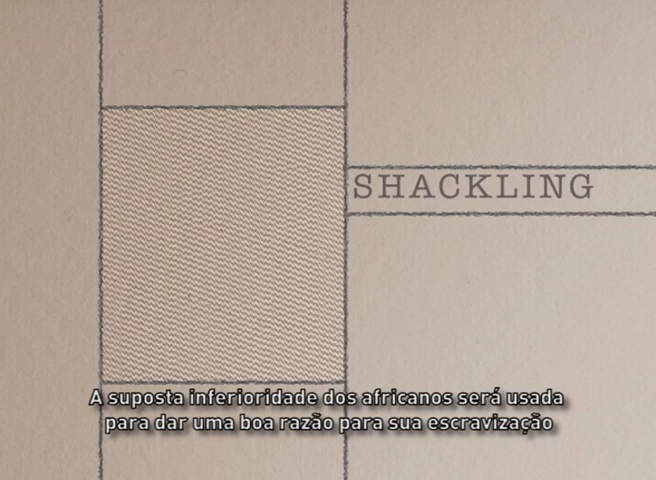 SHACKLING
A suposta inferioridade dos africanos será usada
para dar uma boa razão para sua escravização